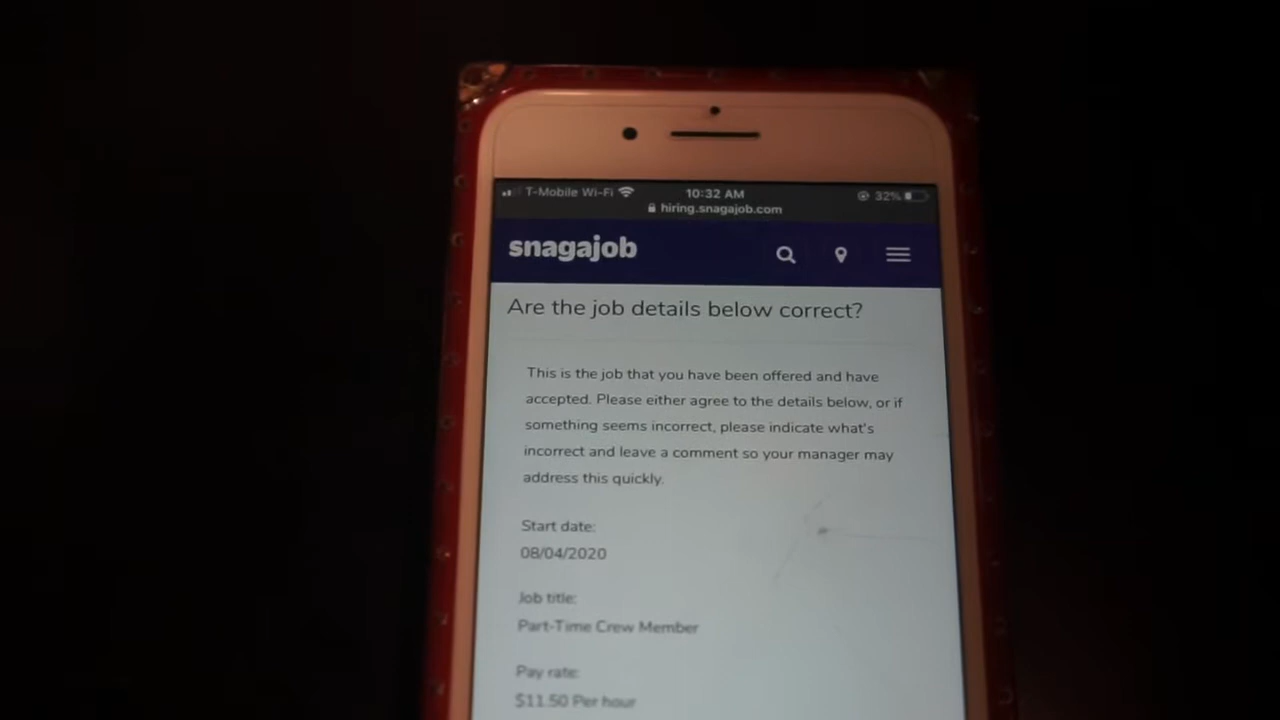 T-Mobile Wi-Fi 10:32 AM 32%
hiring.snagajob.com
snagajob
Are the job details below correct?
This is the job that you have been offered and have
accepted. Please either agree to the details below, or if
something seems incorrect, please indicate what's
incorrect and leave a comment so your manager may
address this quickly.
Start date:
08/04/2020
Job title:
Part-Time Crew Member
Pay rate:
$11.50 Per hour